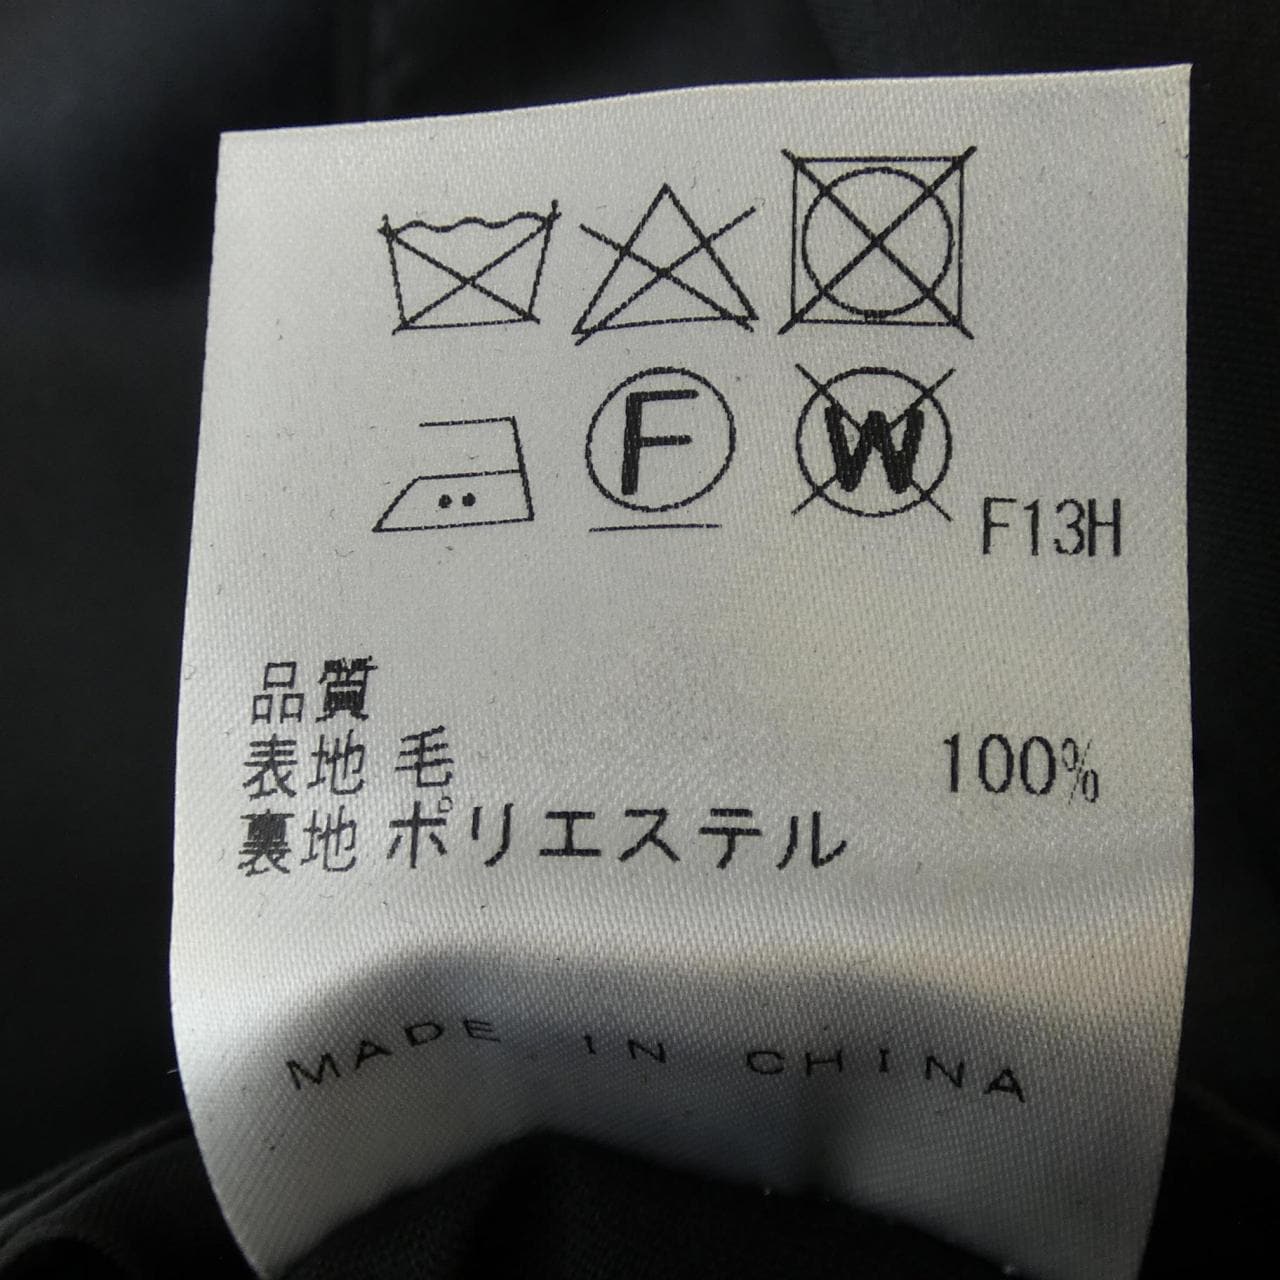 F
W
F13H
品質
表地 毛 100%
裏地 ポリエステル
MADE IN CHINA